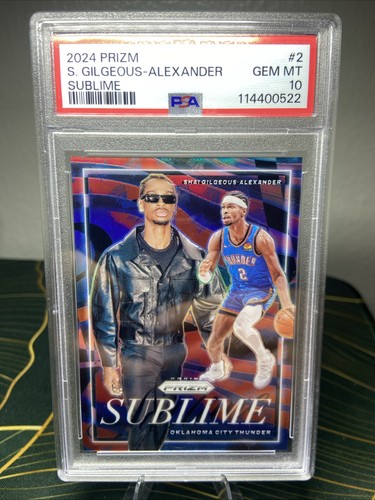 2024 PRIZM #2
S. GILGEOUS-ALEXANDER GEM MT
SUBLIME 10
PSA 114400522
SHAI GILGEOUS-ALEXANDER
THUNDER
2
PANINI
PRIZM
SUBLIME
OKLAHOMA CITY THUNDER